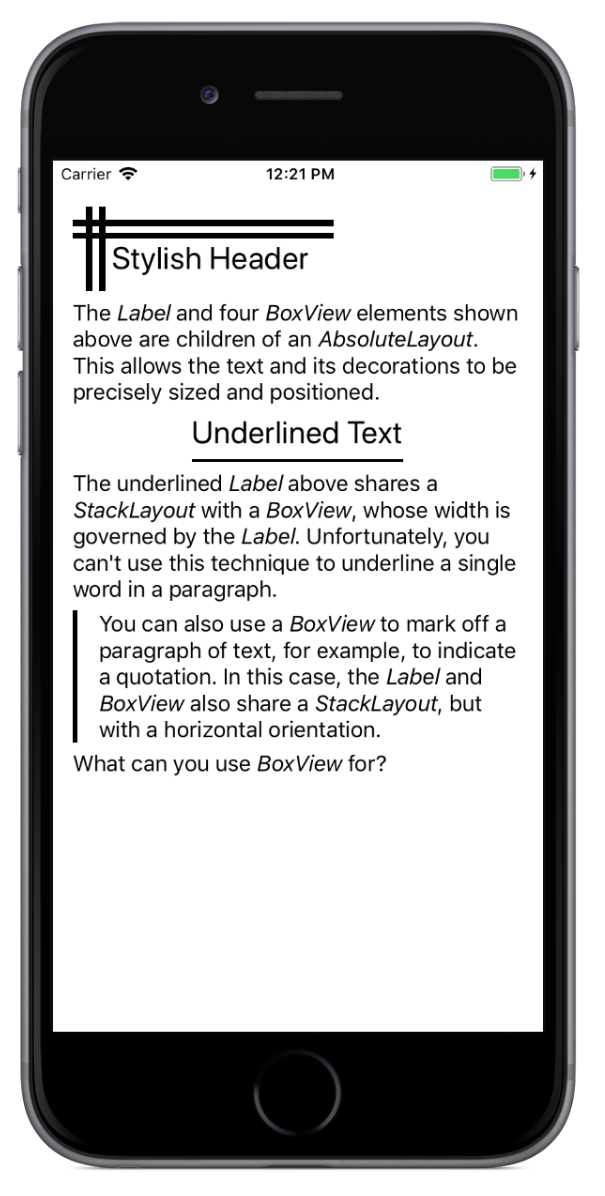 Carrier 12:21 PM
Stylish Header
The Label and four BoxView elements shown
above are children of an AbsoluteLayout.
This allows the text and its decorations to be
precisely sized and positioned.
Underlined Text
The underlined Label above shares a
StackLayout with a BoxView, whose width is
governed by the Label. Unfortunately, you
can't use this technique to underline a single
word in a paragraph.
You can also use a BoxView to mark off a
paragraph of text, for example, to indicate
a quotation. In this case, the Label and
BoxView also share a StackLayout, but
with a horizontal orientation.
What can you use BoxView for?